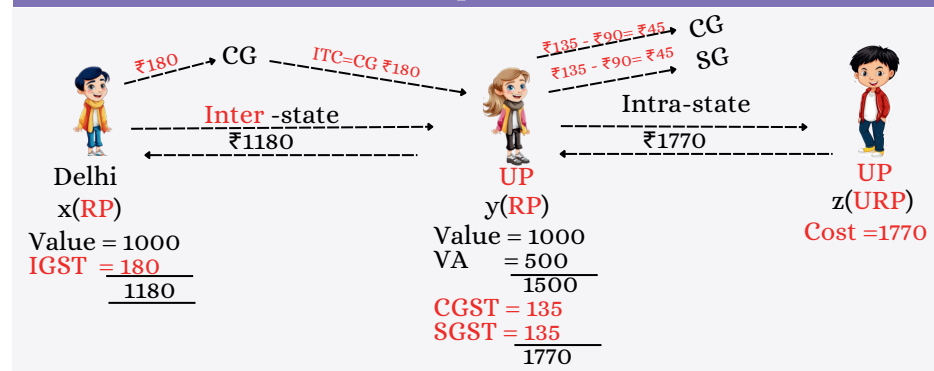 ₹180
CG
ITC=CG ₹180
₹135 - ₹90= ₹45
CG
₹135 - ₹90= ₹45
SG
Inter -state
₹1180
Intra-state
₹1770
Delhi
x(RP)
Value = 1000
IGST = 180
1180
UP
y(RP)
Value = 1000
VA = 500
1500
CGST = 135
SGST = 135
1770
UP
z(URP)
Cost =1770